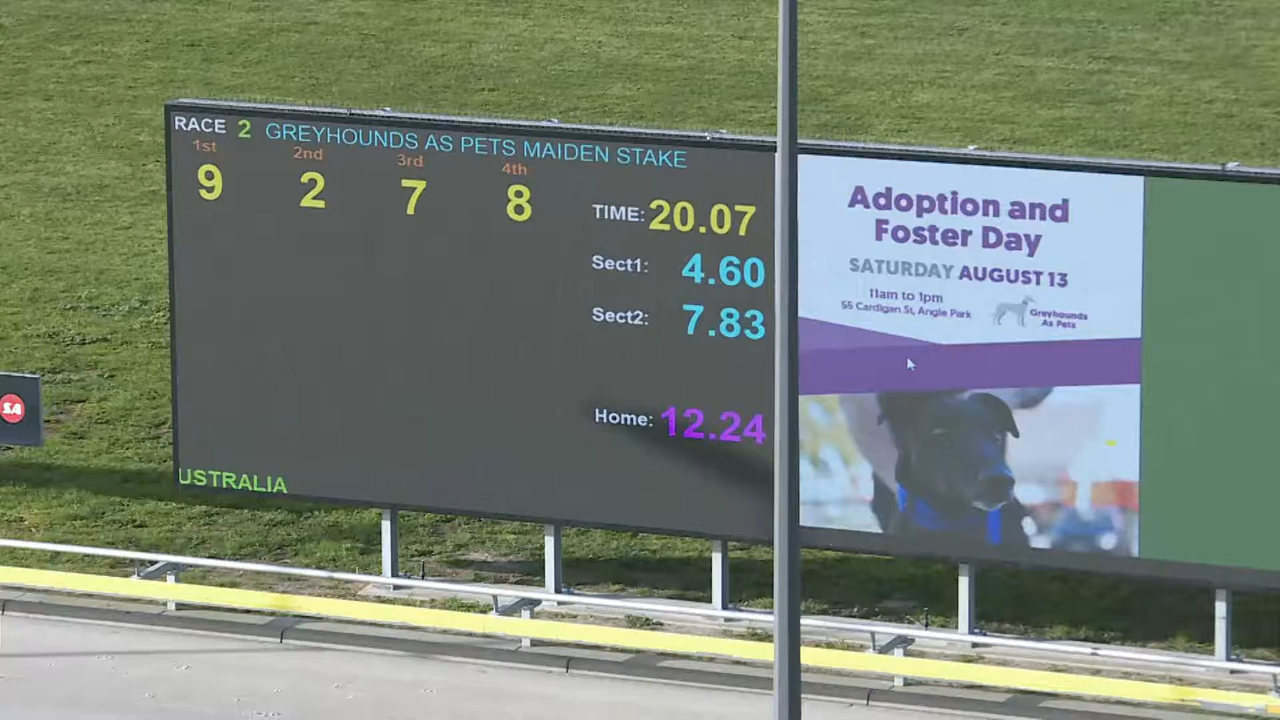 RACE 2 GREYHOUNDS AS PETS MAIDEN STAKE
1st 2nd 3rd 4th
9 2 7 8
TIME: 20.07
Sect1: 4.60
Sect2: 7.83
Home: 12.24
USTRALIA
Adoption and
Foster Day
SATURDAY AUGUST 13
11am to 1pm
55 Cardigan St, Angle Park
Greyhounds
As Pets
SA